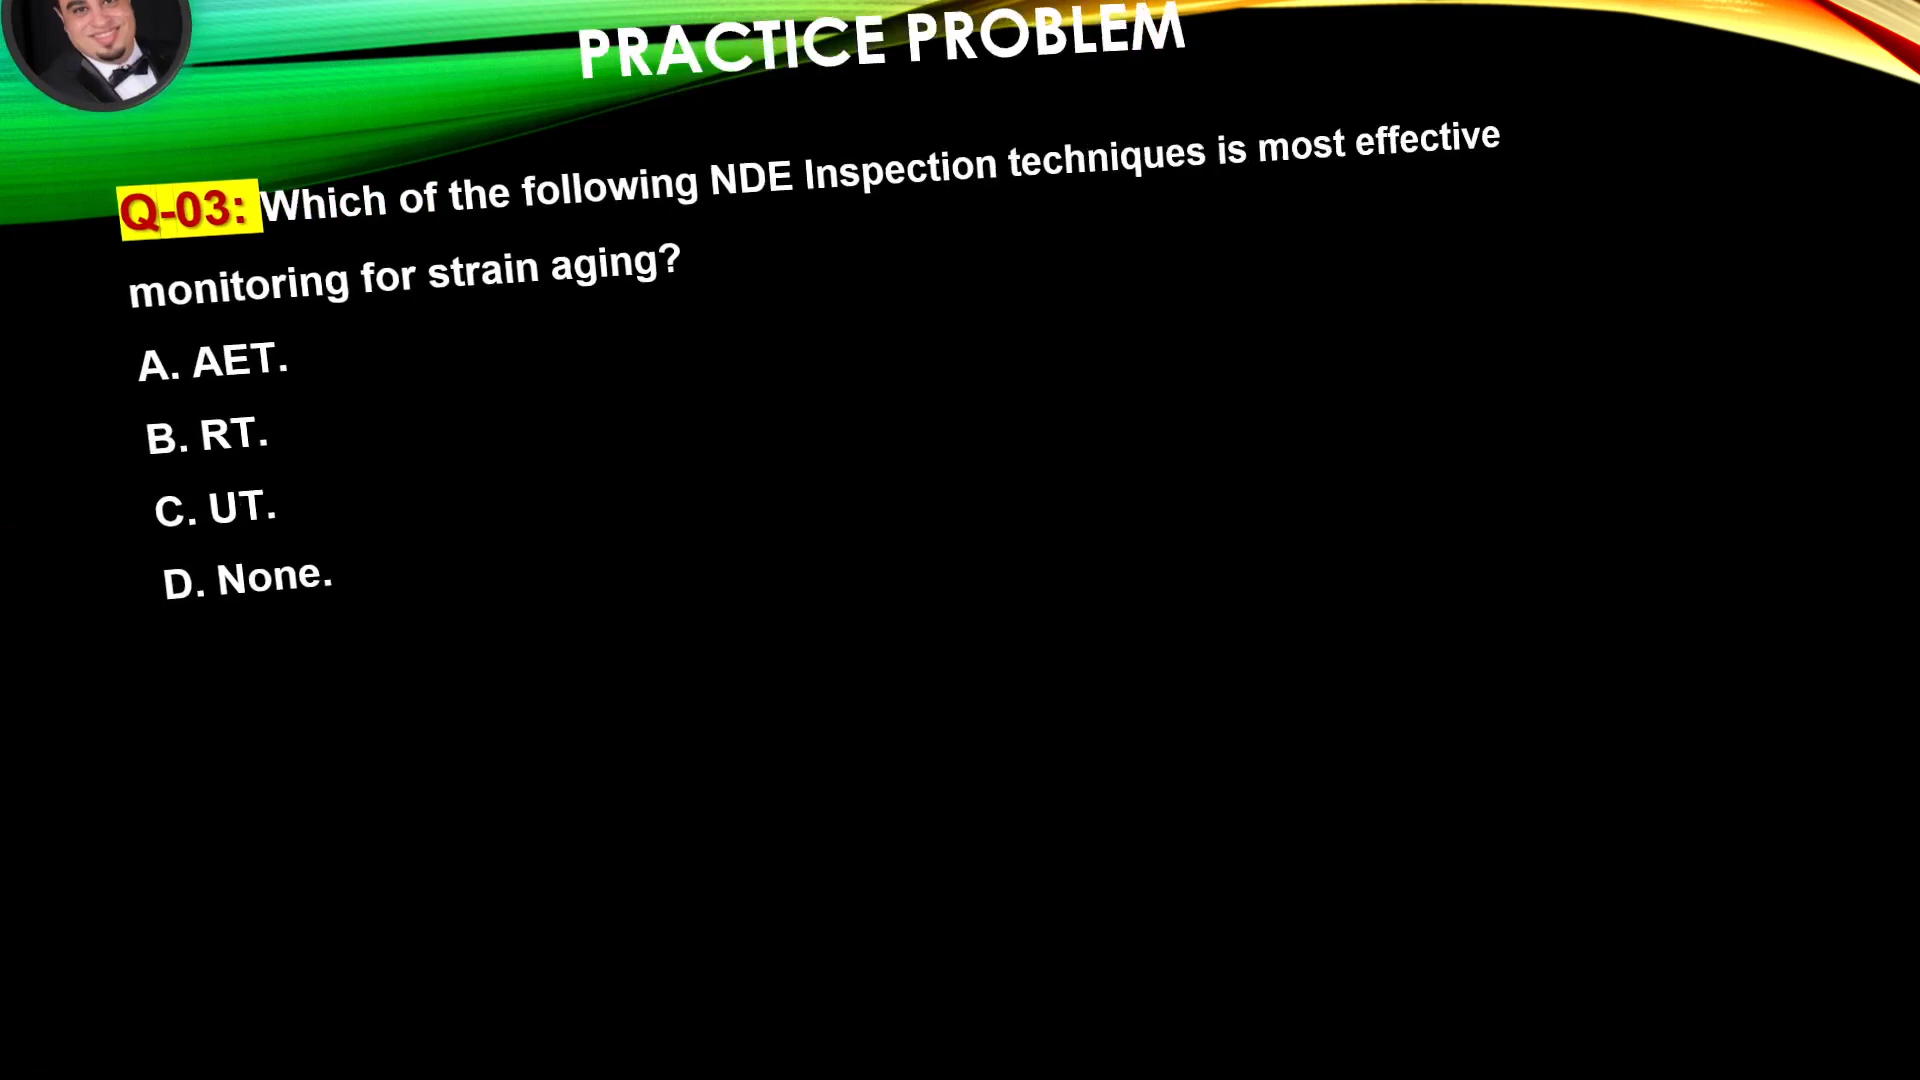 PRACTICE PROBLEM
Q-03: Which of the following NDE Inspection techniques is most effective
monitoring for strain aging?
A. AET.
B. RT.
C. UT.
D. None.